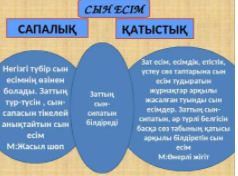 СЫН ЕСІМ
САПАЛЫҚ
ҚАТЫСТЫҚ
Негізгі түбір сын
есімнің өзінен
болады. Заттың
түр-түсін , сын-
сапасын тікелей
анықтайтын сын
есім
М:Жасыл шөп
Заттың
сын-
сипатын
білдіреді
Зат есім, есімдік, етістік,
үстеу сөз таптарына сын
есім тудыратын
жұрнақтар арқылы
жасалған туынды сын
есімдер. Заттың сын-
сипатын, әр түрлі белгісін
басқа сөз табының қатысы
арқылы білдіретін сын
есім
М:Өнерлі жігіт